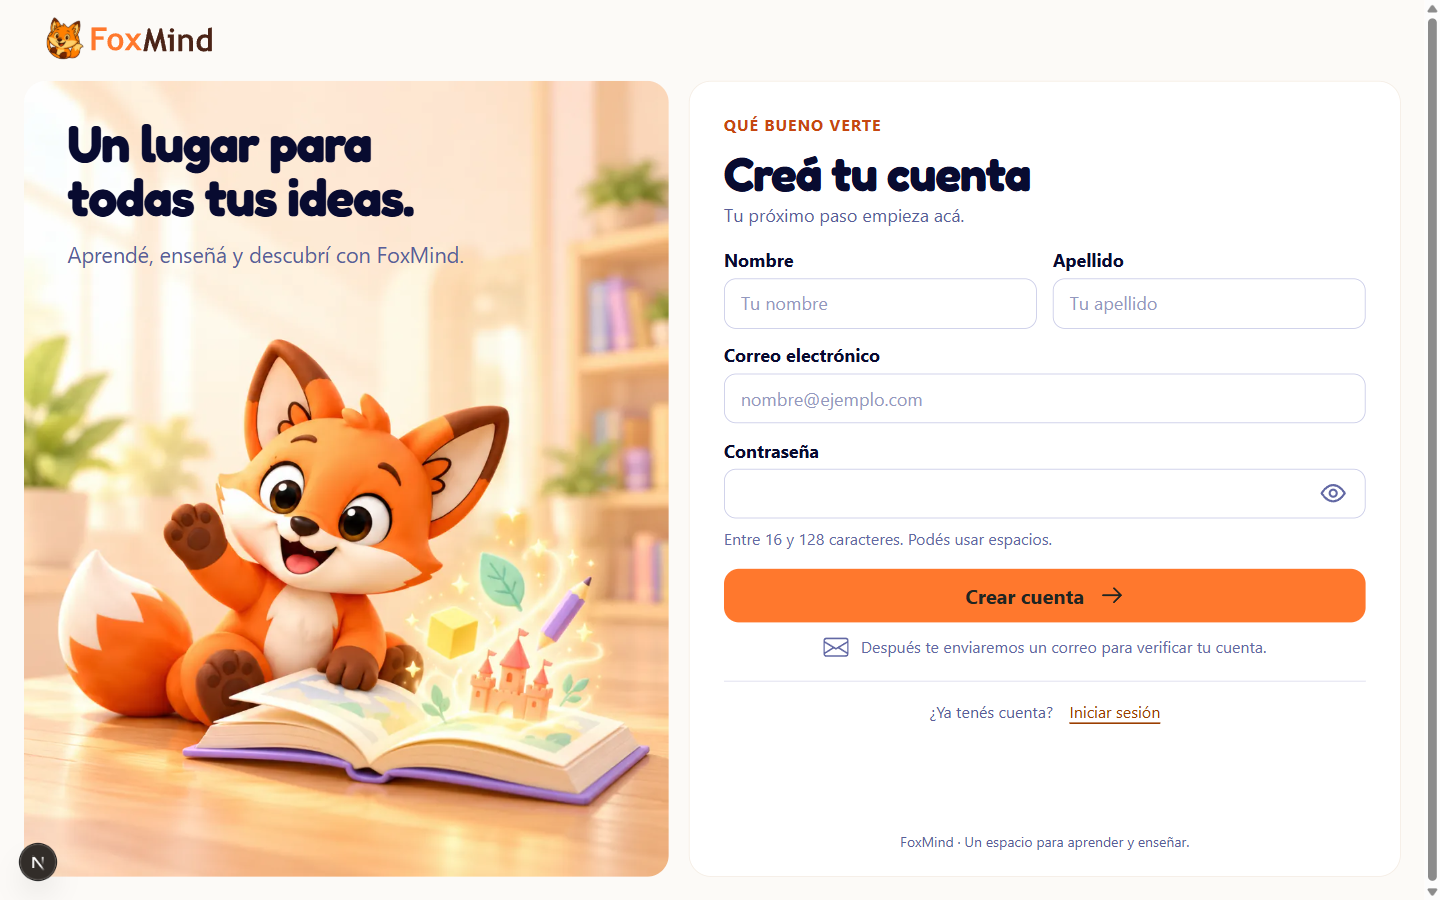 FoxMind
Un lugar para
todas tus ideas.
Aprendé, enseñá y descubrí con FoxMind.
QUÉ BUENO VERTE
Creá tu cuenta
Tu próximo paso empieza acá.
Nombre
Apellido
Tu nombre
Tu apellido
Correo electrónico
nombre@ejemplo.com
Contraseña
Entre 16 y 128 caracteres. Podés usar espacios.
Crear cuenta →
Después te enviaremos un correo para verificar tu cuenta.
¿Ya tenés cuenta? Iniciar sesión
FoxMind · Un espacio para aprender y enseñar.
N